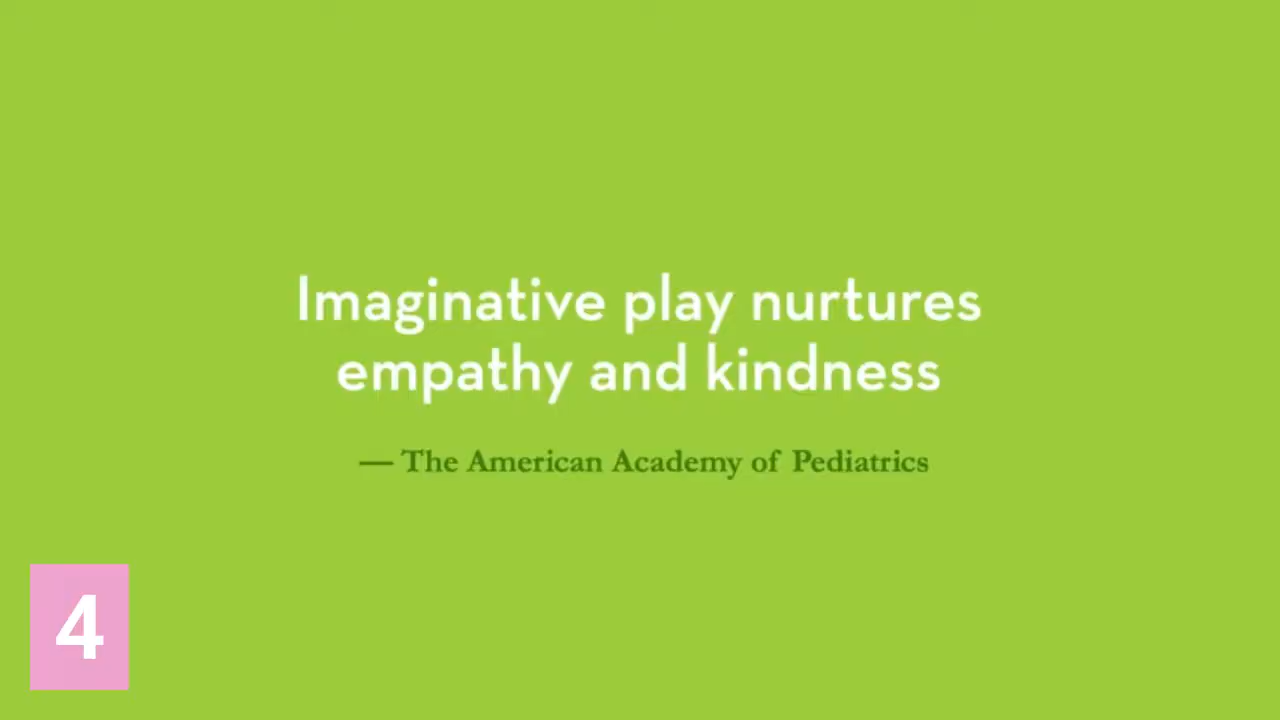 Imaginative play nurtures
empathy and kindness
— The American Academy of Pediatrics
4